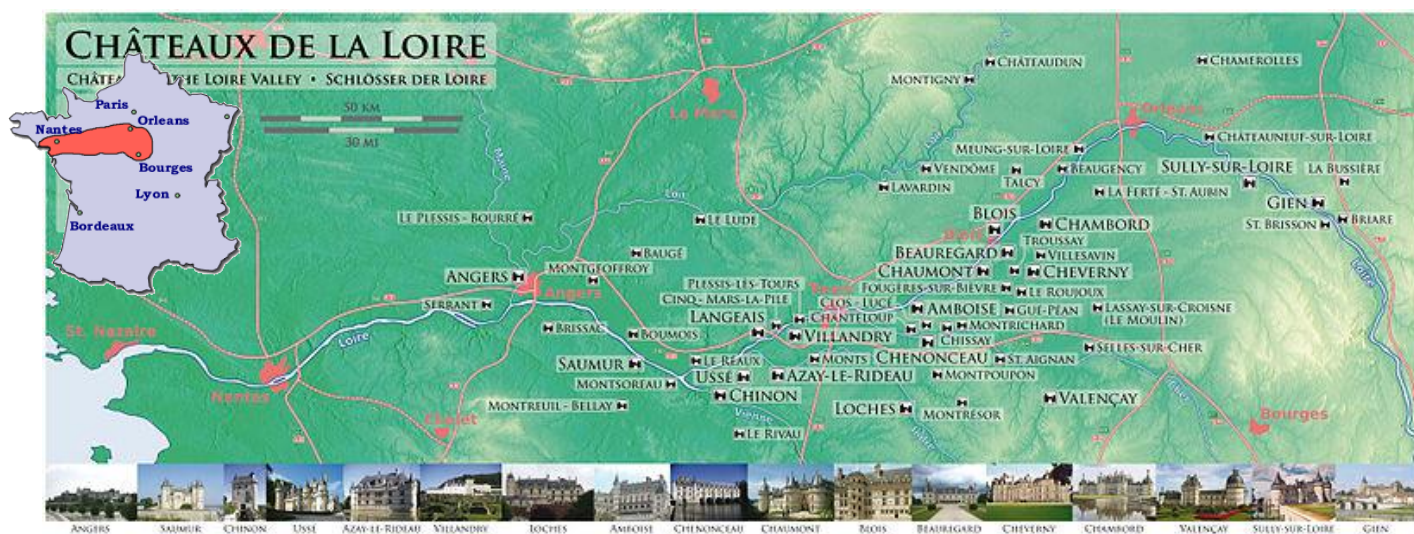 CHÂTEAUX DE LA LOIRE
THE LOIRE VALLEY • SCHLÖSSER DER LOIRE
50 KM
30 MI
Paris
Orleans
Nantes
Bourges
Lyon
Bordeaux
CHÂTEAUDUN
MONTIGNY
CHAMEROLLES
Orleans
CHÂTEAUNEUF-SUR-LOIRE
MEUNG-SUR-LOIRE
SULLY-SUR-LOIRE
LA BUSSIÈRE
VENDÔME
TALCY
BEAUGENCY
LAVARDIN
LA FERTÉ - ST. AUBIN
GIEN
LE PLESSIS - BOURRÉ
LE LUDE
BLOIS
CHAMBORD
ST. BRISSON
BRIARE
TROUSSAY
BAUGÉ
BEAUREGARD
VILLESAVIN
MONTGEOFFROY
ANGERS
Angers
CHAUMONT
CHEVERNY
PLESSIS-LÈS-TOURS
FOUGÈRES-SUR-BIÈVRE
LE ROUJOUX
CINQ - MARS-LA-PILE
CLOS - LUCÉ
SERRANT
LANGEAIS
CHANTELOUP
AMBOISE
GUÉ-PÉAN
LASSAY-SUR-CROISNE
(LE MOULIN)
BRISSAC
BOUMOIS
VILLANDRY
MONTRICHARD
CHISSAY
St. Nazaire
Loire
Loire
Loir
Loir
Maine
Vienne
SAUMUR
LE RÉAUX
MONTS
CHENONCEAU
ST. AIGNAN
SELLES-SUR-CHER
MONTSOREAU
USSÉ
AZAY-LE-RIDEAU
MONTPOUPON
Nantes
CHINON
VALENÇAY
MONTREUIL - BELLAY
LOCHES
MONTRÉSOR
Cholet
LE RIVAU
Bourges
ANGERS
SAUMUR
CHINON
USSÉ
AZAY-LE-RIDEAU
VILLANDRY
LOCHES
AMBOISE
CHENONCEAU
CHAUMONT
BLOIS
BEAUREGARD
CHEVERNY
CHAMBORD
VALENÇAY
SULLY-SUR-LOIRE
GIEN